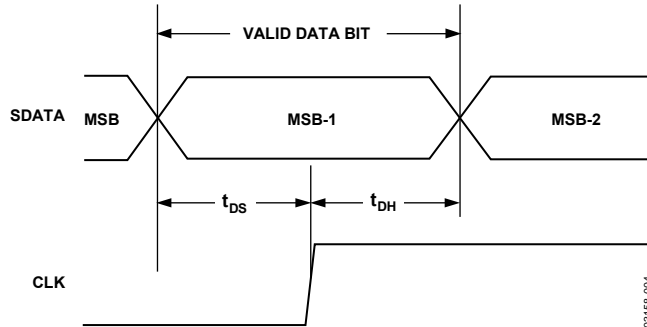 VALID DATA BIT
SDATA MSB MSB-1 MSB-2
tDS tDH
CLK